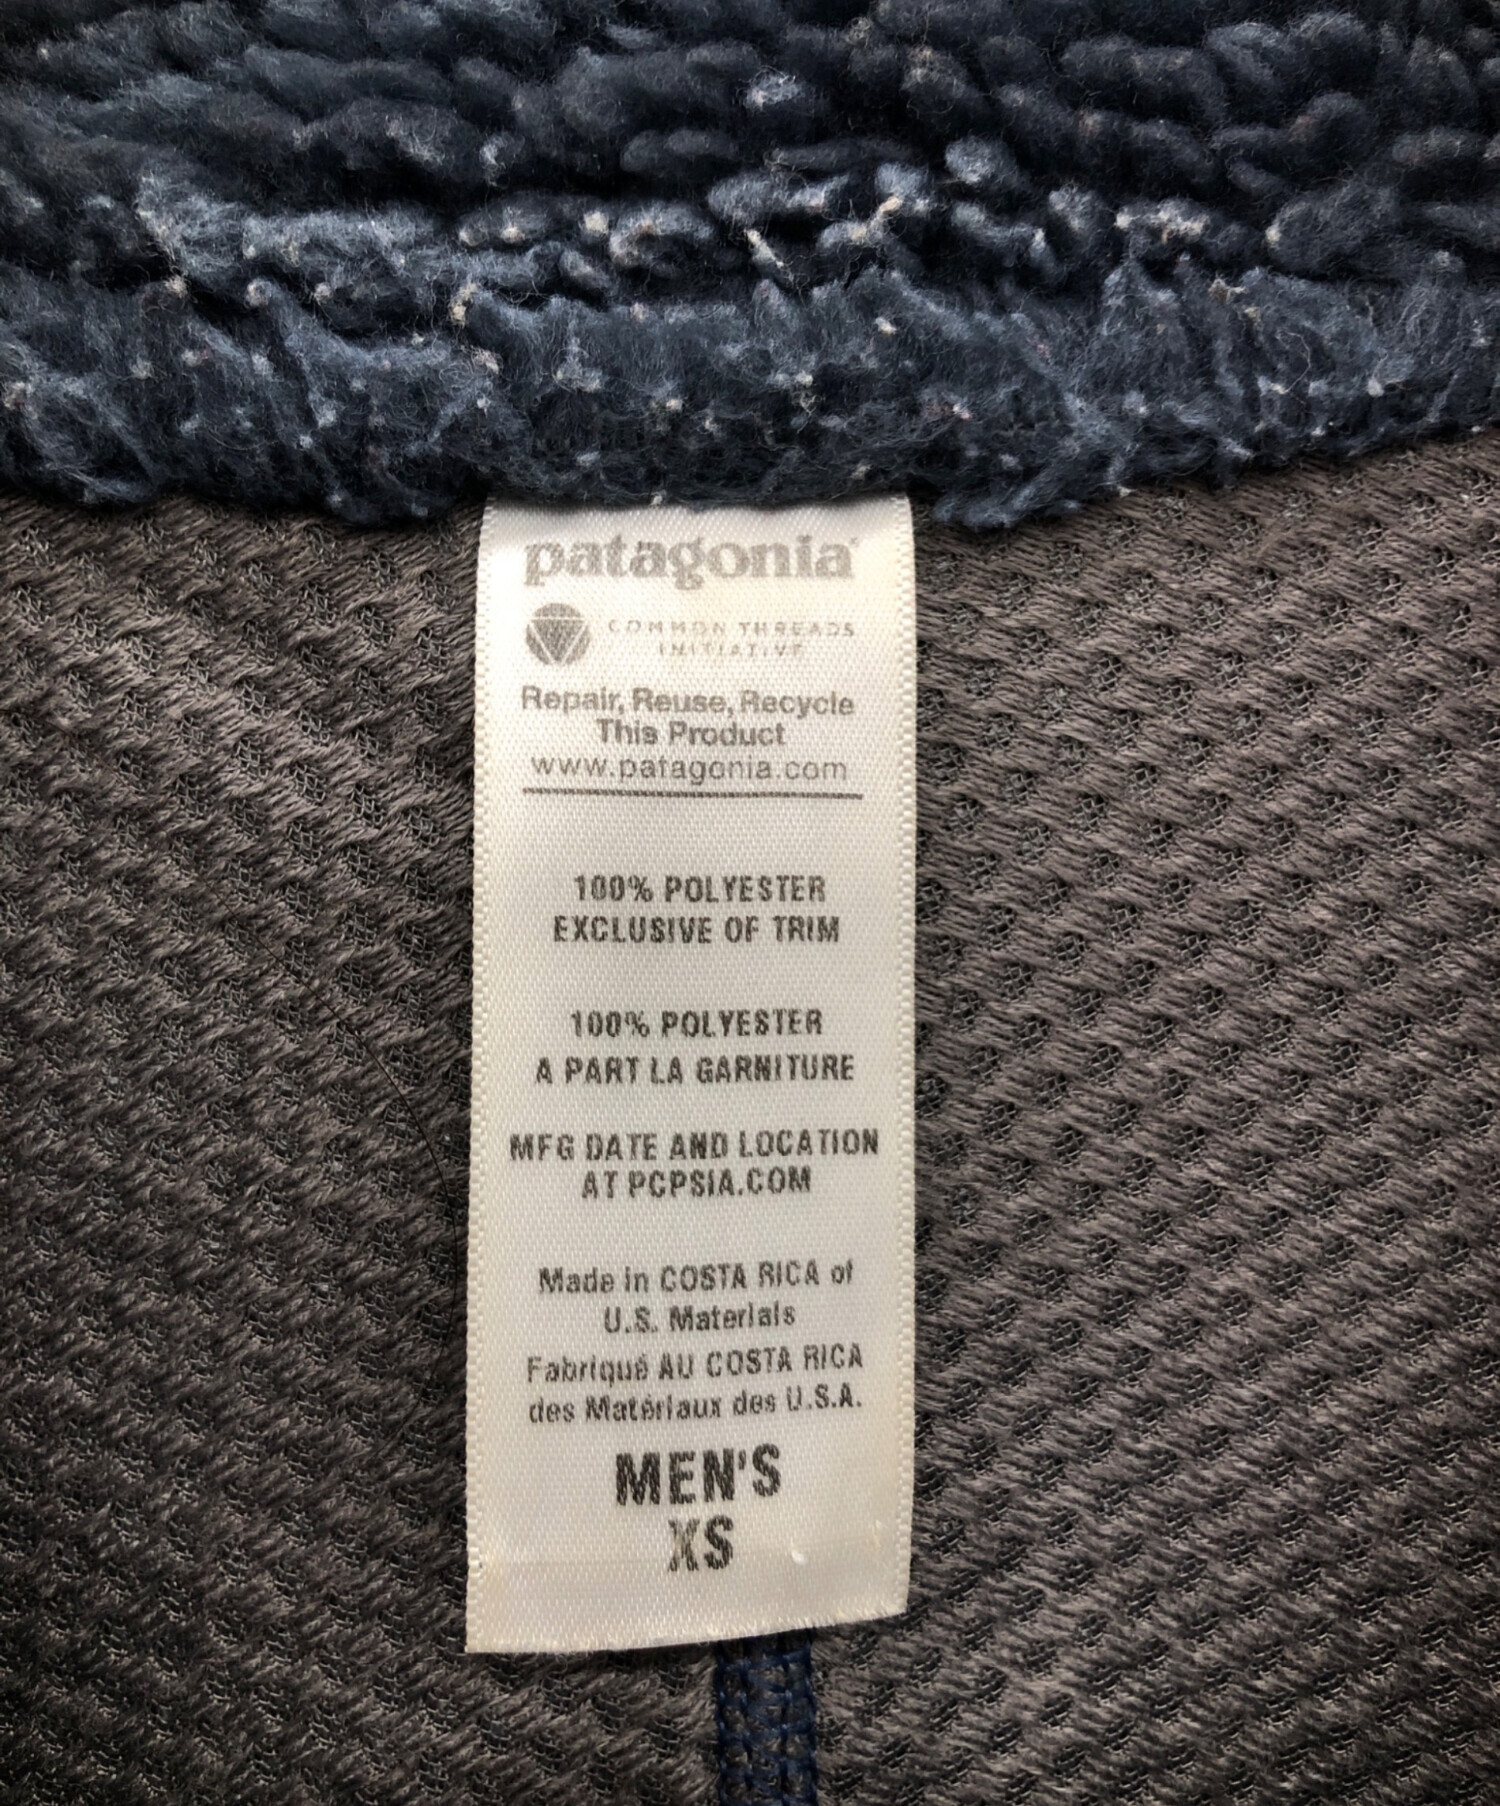 patagonia
COMMON THREADS
INITIATIVE
Repair, Reuse, Recycle
This Product
www.patagonia.com
100% POLYESTER
EXCLUSIVE OF TRIM
100% POLYESTER
A PART LA GARNITURE
MFG DATE AND LOCATION
AT PCPSIA.COM
Made in COSTA RICA of
U.S. Materials
Fabriqué AU COSTA RICA
des Matériaux des U.S.A.
MEN'S
XS